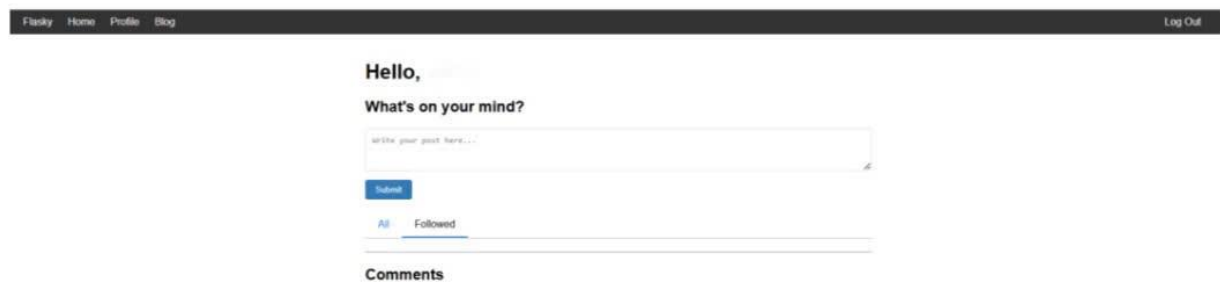 Flasky Home Profile Blog Log Out
Hello,
What's on your mind?
Write your post here...
Submit
All Followed
Comments